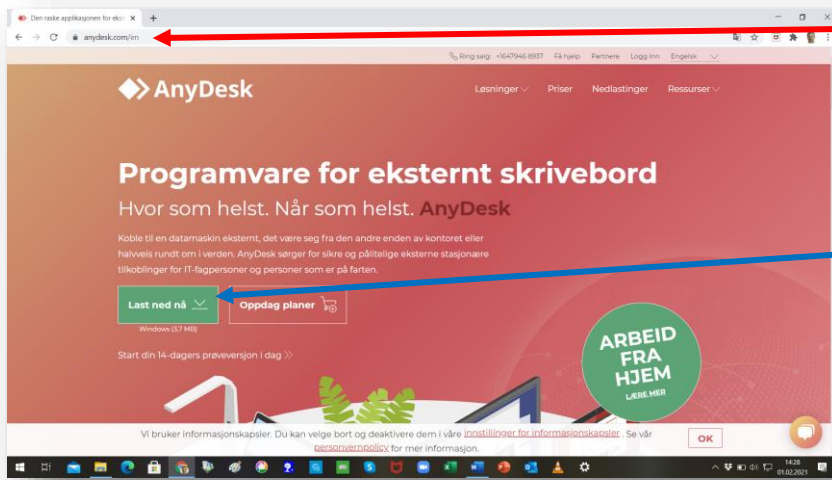 Den raske applikasjonen for ekst
anydesk.com/en
Ring salg: +1647946-8937 Få hjelp Partnere Logg Inn Engelsk
AnyDesk
Løsninger Priser Nedlastinger Ressurser
Programvare for eksternt skrivebord
Hvor som helst. Når som helst. AnyDesk
Koble til en datamaskin eksternt, det være seg fra den andre enden av kontoret eller
halvveis rundt om i verden. AnyDesk sørger for sikre og pålitelige eksterne stasjonære
tilkoblinger for IT-fagpersoner og personer som er på farten.
Last ned nå
Oppdag planer
Windows (3,7 MB)
Start din 14-dagers prøveversjon i dag
ARBEID
FRA
HJEM
LÆRE MER
Vi bruker informasjonskapsler. Du kan velge bort og deaktivere dem i våre innstillinger for informasjonskapsler . Se vår
personvernpolicy for mer informasjon.
OK
14:28
01.02.2021